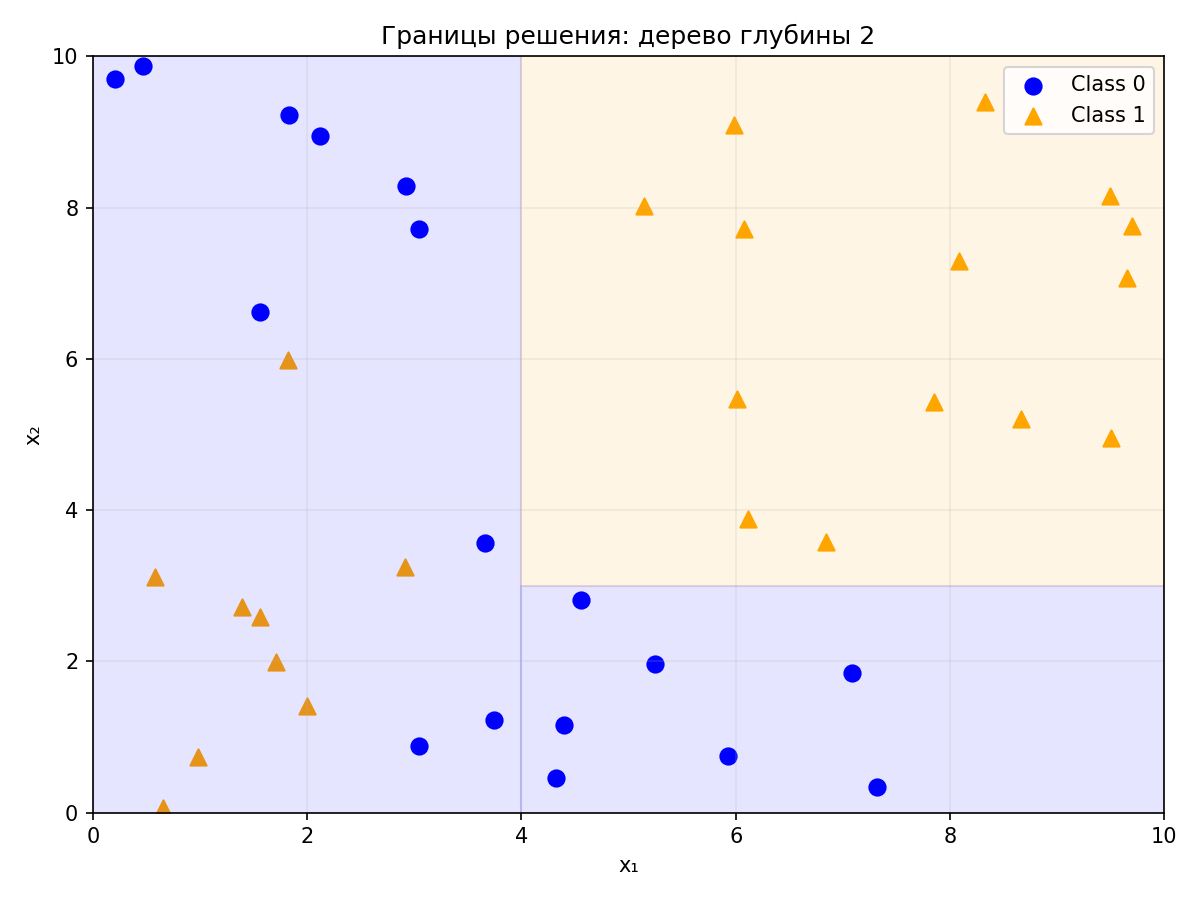 Границы решения: дерево глубины 2
Class 0
Class 1
10
8
6
4
2
0
x₂
0 2 4 6 8 10
x₁